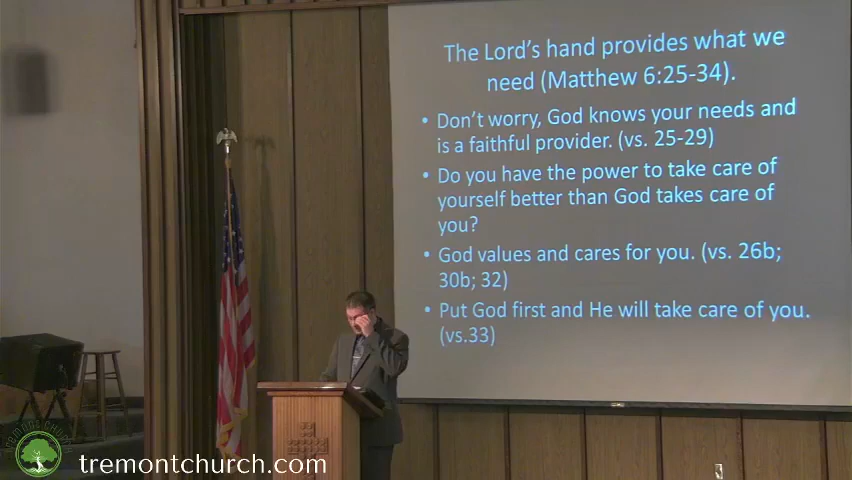 The Lord's hand provides what we
need (Matthew 6:25-34).
• Don't worry, God knows your needs and
is a faithful provider. (vs. 25-29)
• Do you have the power to take care of
yourself better than God takes care of
you?
• God values and cares for you. (vs. 26b;
30b; 32)
• Put God first and He will take care of you.
(vs.33)
TREMONT CHURCH
tremontchurch.com